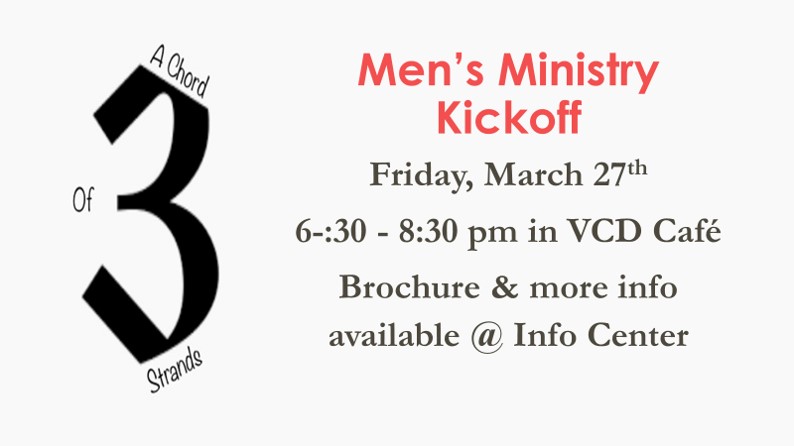 A Chord
Of
3
Strands
Men's Ministry
Kickoff
Friday, March 27th
6-:30 - 8:30 pm in VCD Café
Brochure & more info
available @ Info Center